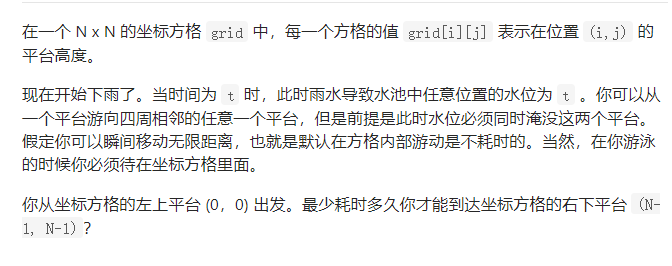 在一个 N x N 的坐标方格 grid 中，每一个方格的值 grid[i][j] 表示在位置 (i,j) 的
平台高度。
现在开始下雨了。当时间为 t 时，此时雨水导致水池中任意位置的水位为 t 。你可以从
一个平台游向四周相邻的任意一个平台，但是前提是此时水位必须同时淹没这两个平台。
假定你可以瞬间移动无限距离，也就是默认在方格内部游动是不耗时的。当然，在你游泳
的时候你必须待在坐标方格里面。
你从坐标方格的左上平台 (0，0) 出发。最少耗时多久你才能到达坐标方格的右下平台 (N-
1, N-1)？